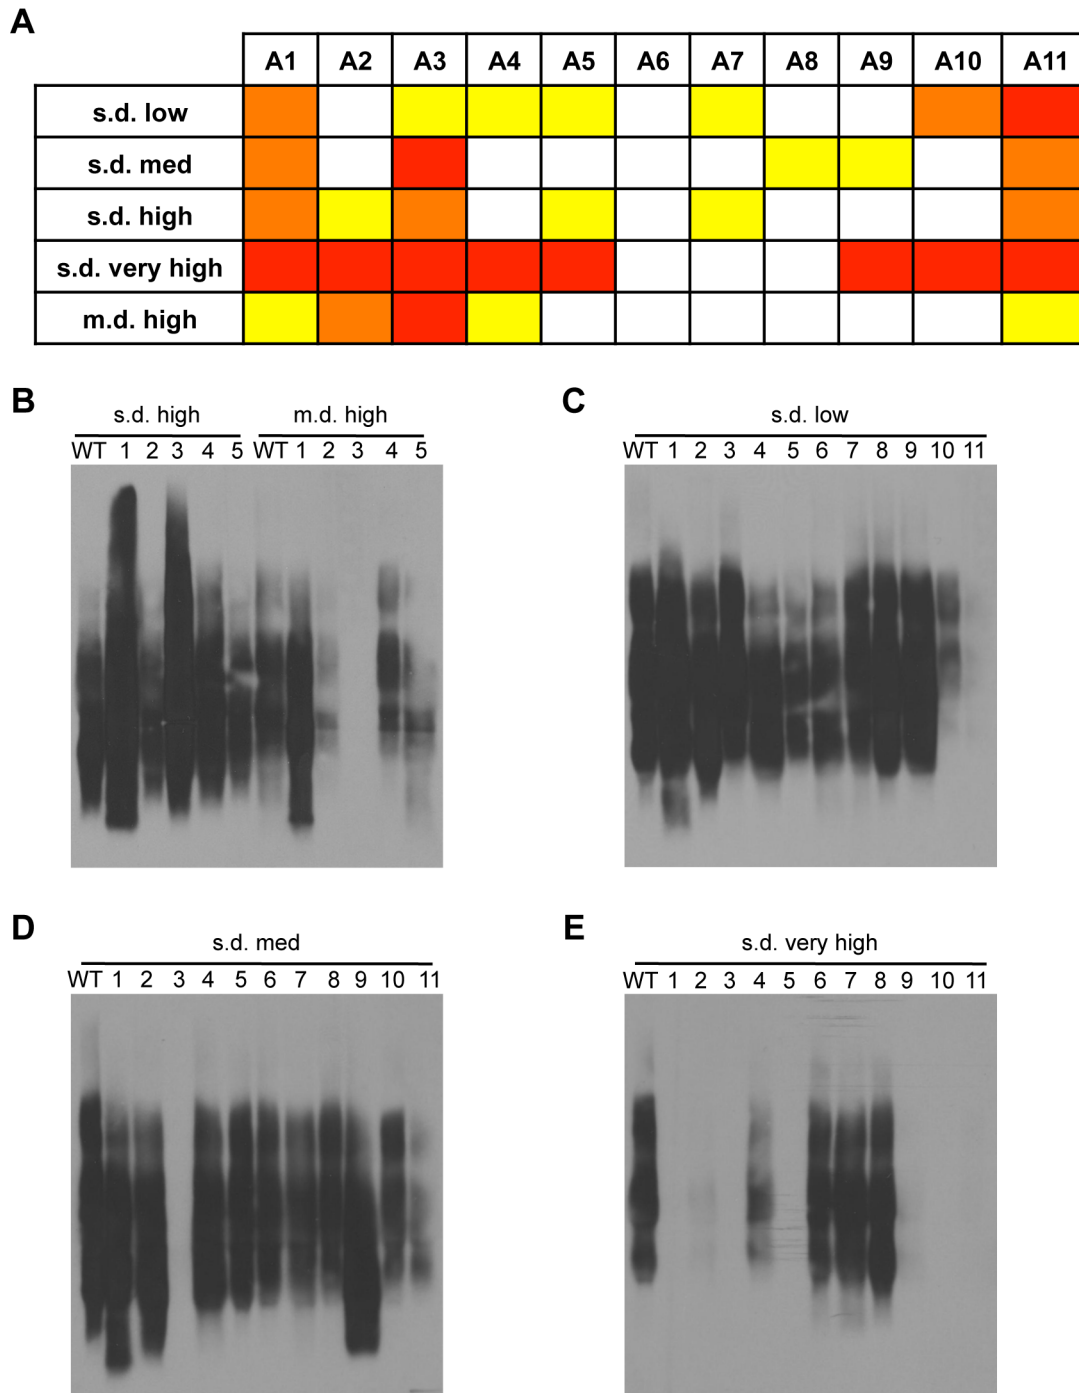 A
A1 A2 A3 A4 A5 A6 A7 A8 A9 A10 A11
s.d. low
s.d. med
s.d. high
s.d. very high
m.d. high
B
s.d. high m.d. high
WT 1 2 3 4 5 WT 1 2 3 4 5
C
s.d. low
WT 1 2 3 4 5 6 7 8 9 10 11
D
s.d. med
WT 1 2 3 4 5 6 7 8 9 10 11
E
s.d. very high
WT 1 2 3 4 5 6 7 8 9 10 11